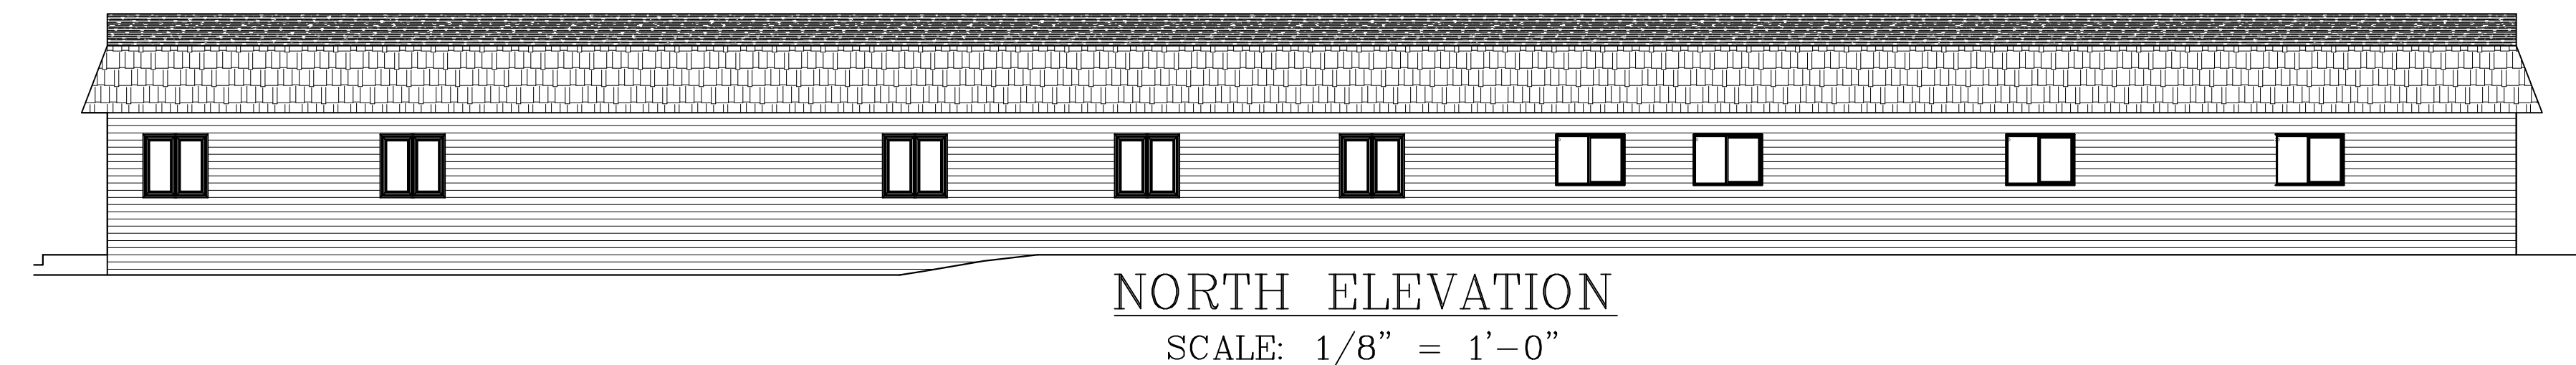 NORTH ELEVATION
SCALE: 1/8" = 1'-0"